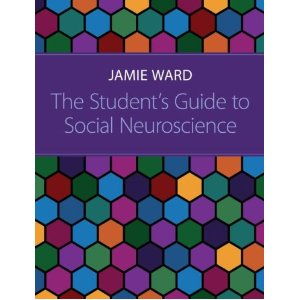 JAMIE WARD
The Student's Guide to
Social Neuroscience